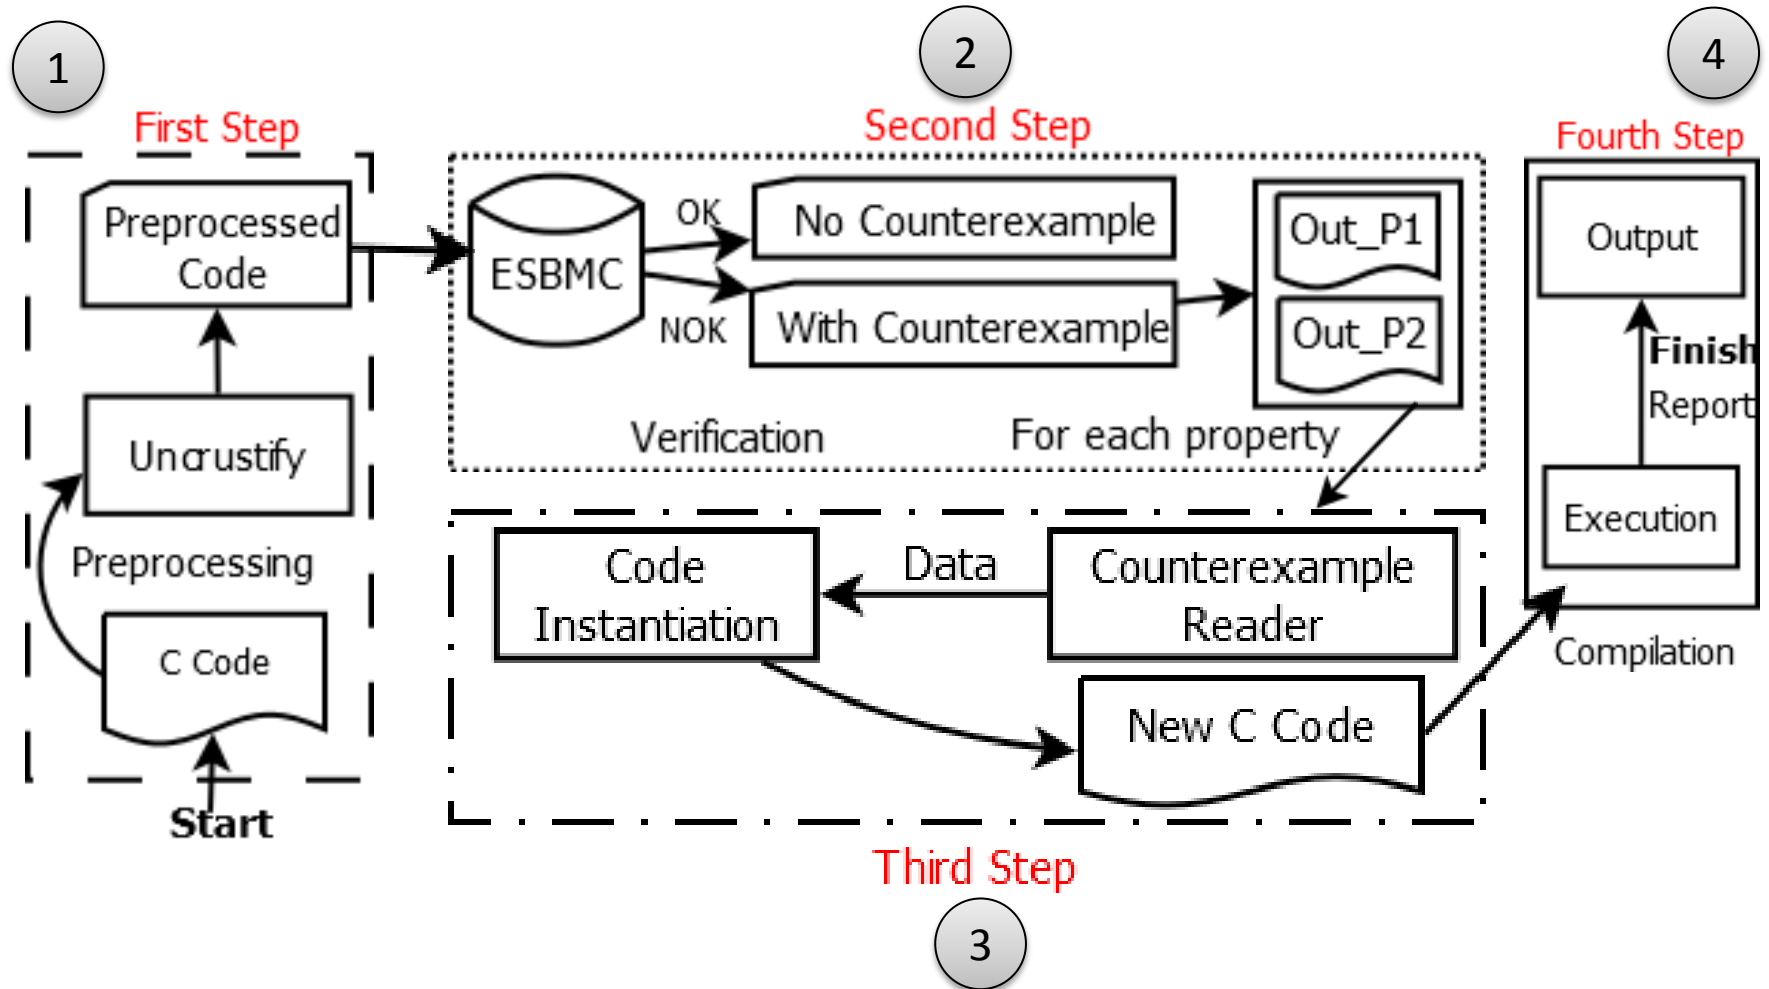 1
First Step
Preprocessed
Code
Uncrustify
Preprocessing
C Code
Start
2
Second Step
ESBMC
OK
NOK
No Counterexample
With Counterexample
Out_P1
Out_P2
Verification
For each property
Code
Instantiation
Data
Counterexample
Reader
New C Code
Third Step
3
4
Fourth Step
Output
Finish
Report
Execution
Compilation